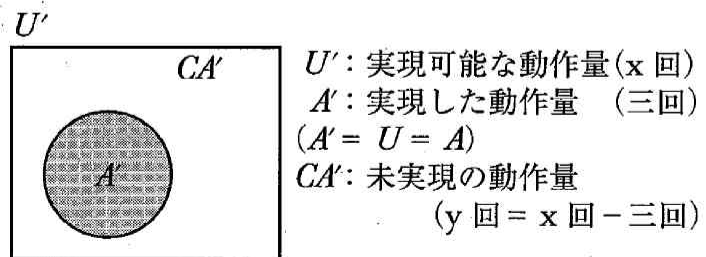 U′
CA′
A′
U′：実現可能な動作量(x 回)
A′：実現した動作量　(三回)
(A′ = U = A)
CA′：未実現の動作量
(y 回 = x 回 − 三回)